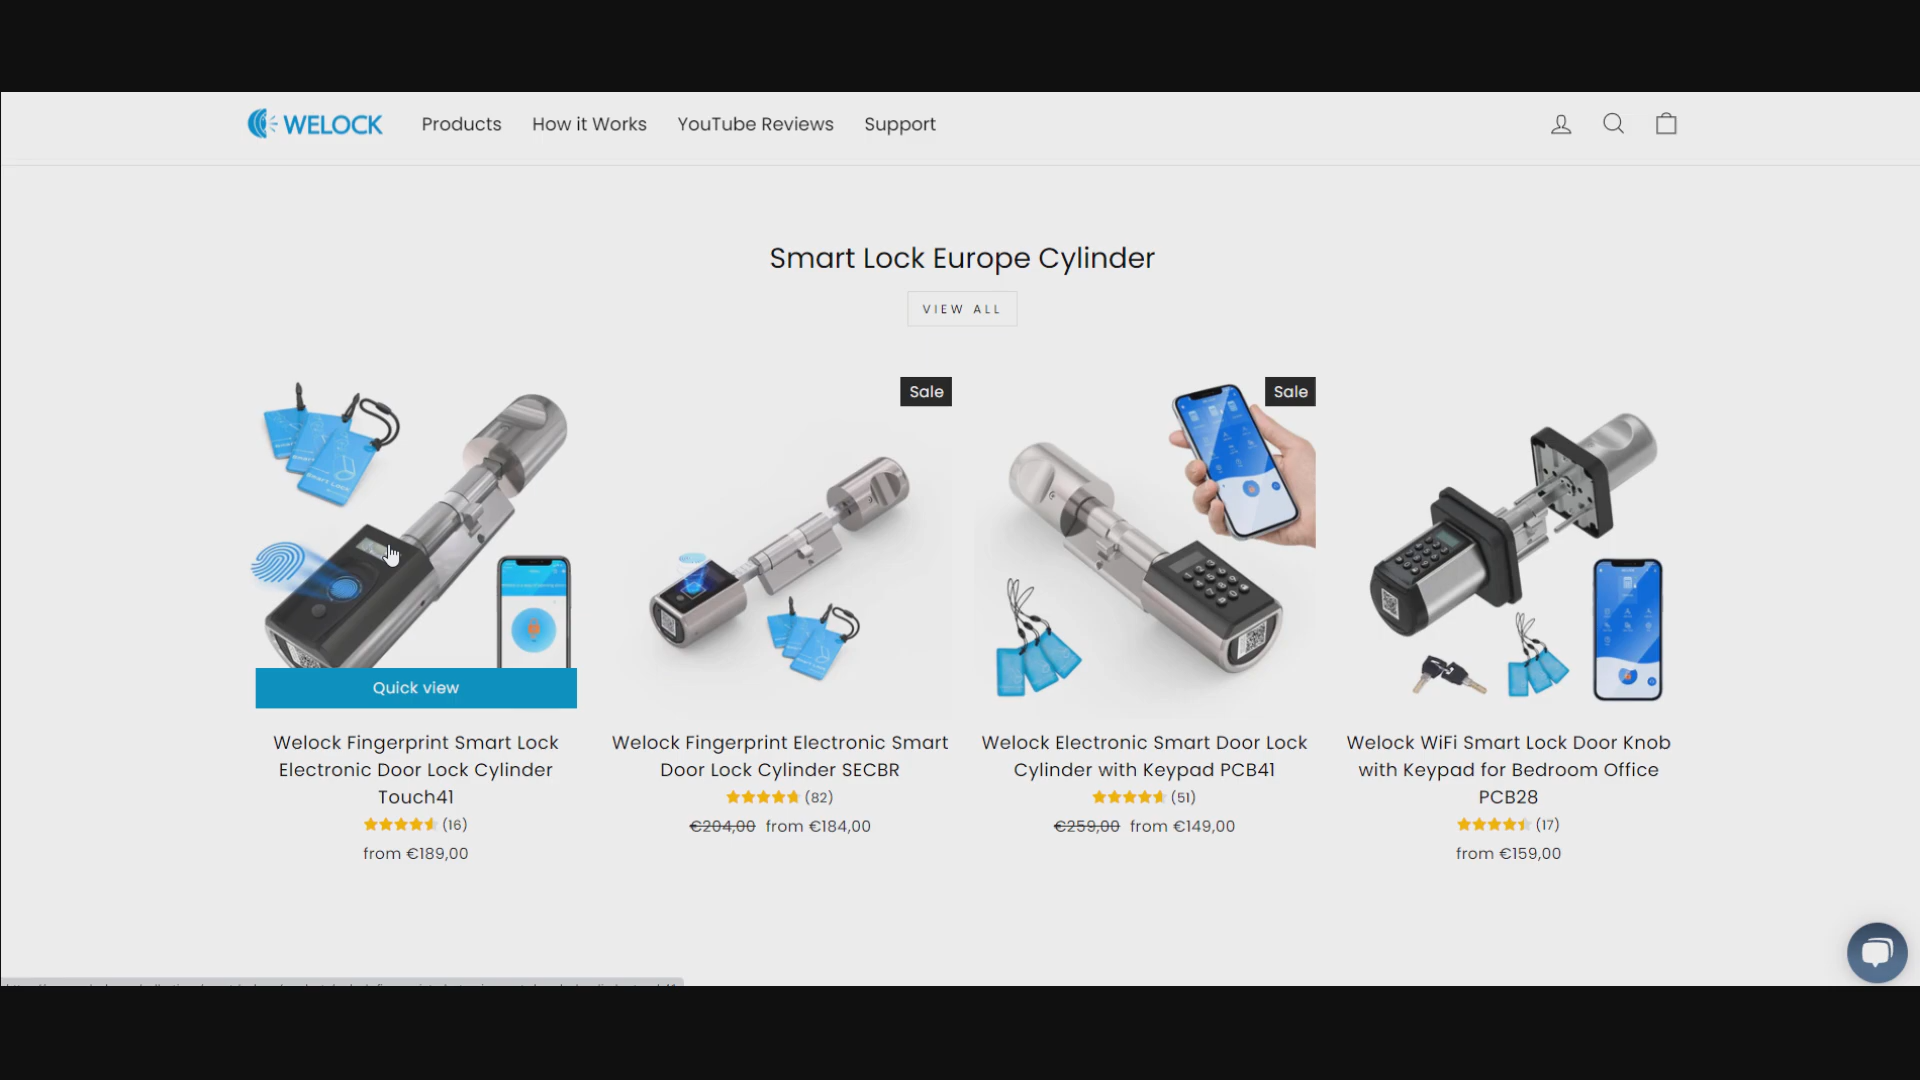 WELOCK
Products
How it Works
YouTube Reviews
Support
Smart Lock Europe Cylinder
VIEW ALL
Sale
Sale
Quick view
Welock Fingerprint Smart Lock
Electronic Door Lock Cylinder
Touch41
(16)
from €189,00
Welock Fingerprint Electronic Smart
Door Lock Cylinder SECBR
(82)
€204,00 from €184,00
Welock Electronic Smart Door Lock
Cylinder with Keypad PCB41
(51)
€259,00 from €149,00
Welock WiFi Smart Lock Door Knob
with Keypad for Bedroom Office
PCB28
(17)
from €159,00